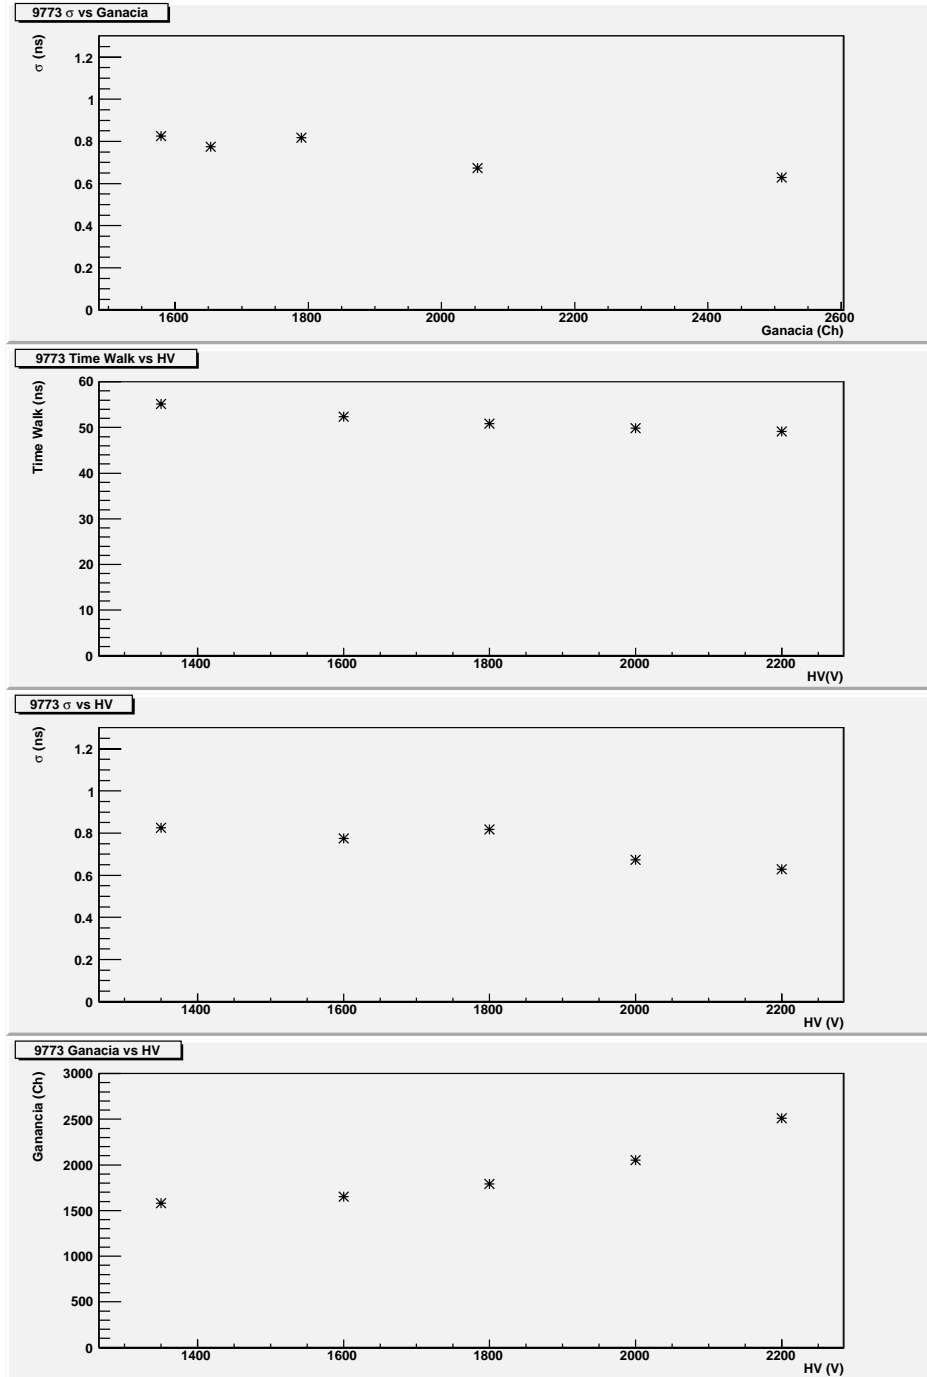 9773 σ vs Ganacia
σ (ns)
1.2
1
0.8
0.6
0.4
0.2
0
1600 1800 2000 2200 2400 2600
Ganacia (Ch)
9773 Time Walk vs HV
Time Walk (ns)
60
50
40
30
20
10
0
1400 1600 1800 2000 2200
HV(V)
9773 σ vs HV
σ (ns)
1.2
1
0.8
0.6
0.4
0.2
0
1400 1600 1800 2000 2200
HV (V)
9773 Ganacia vs HV
Ganancia (Ch)
3000
2500
2000
1500
1000
500
0
1400 1600 1800 2000 2200
HV (V)